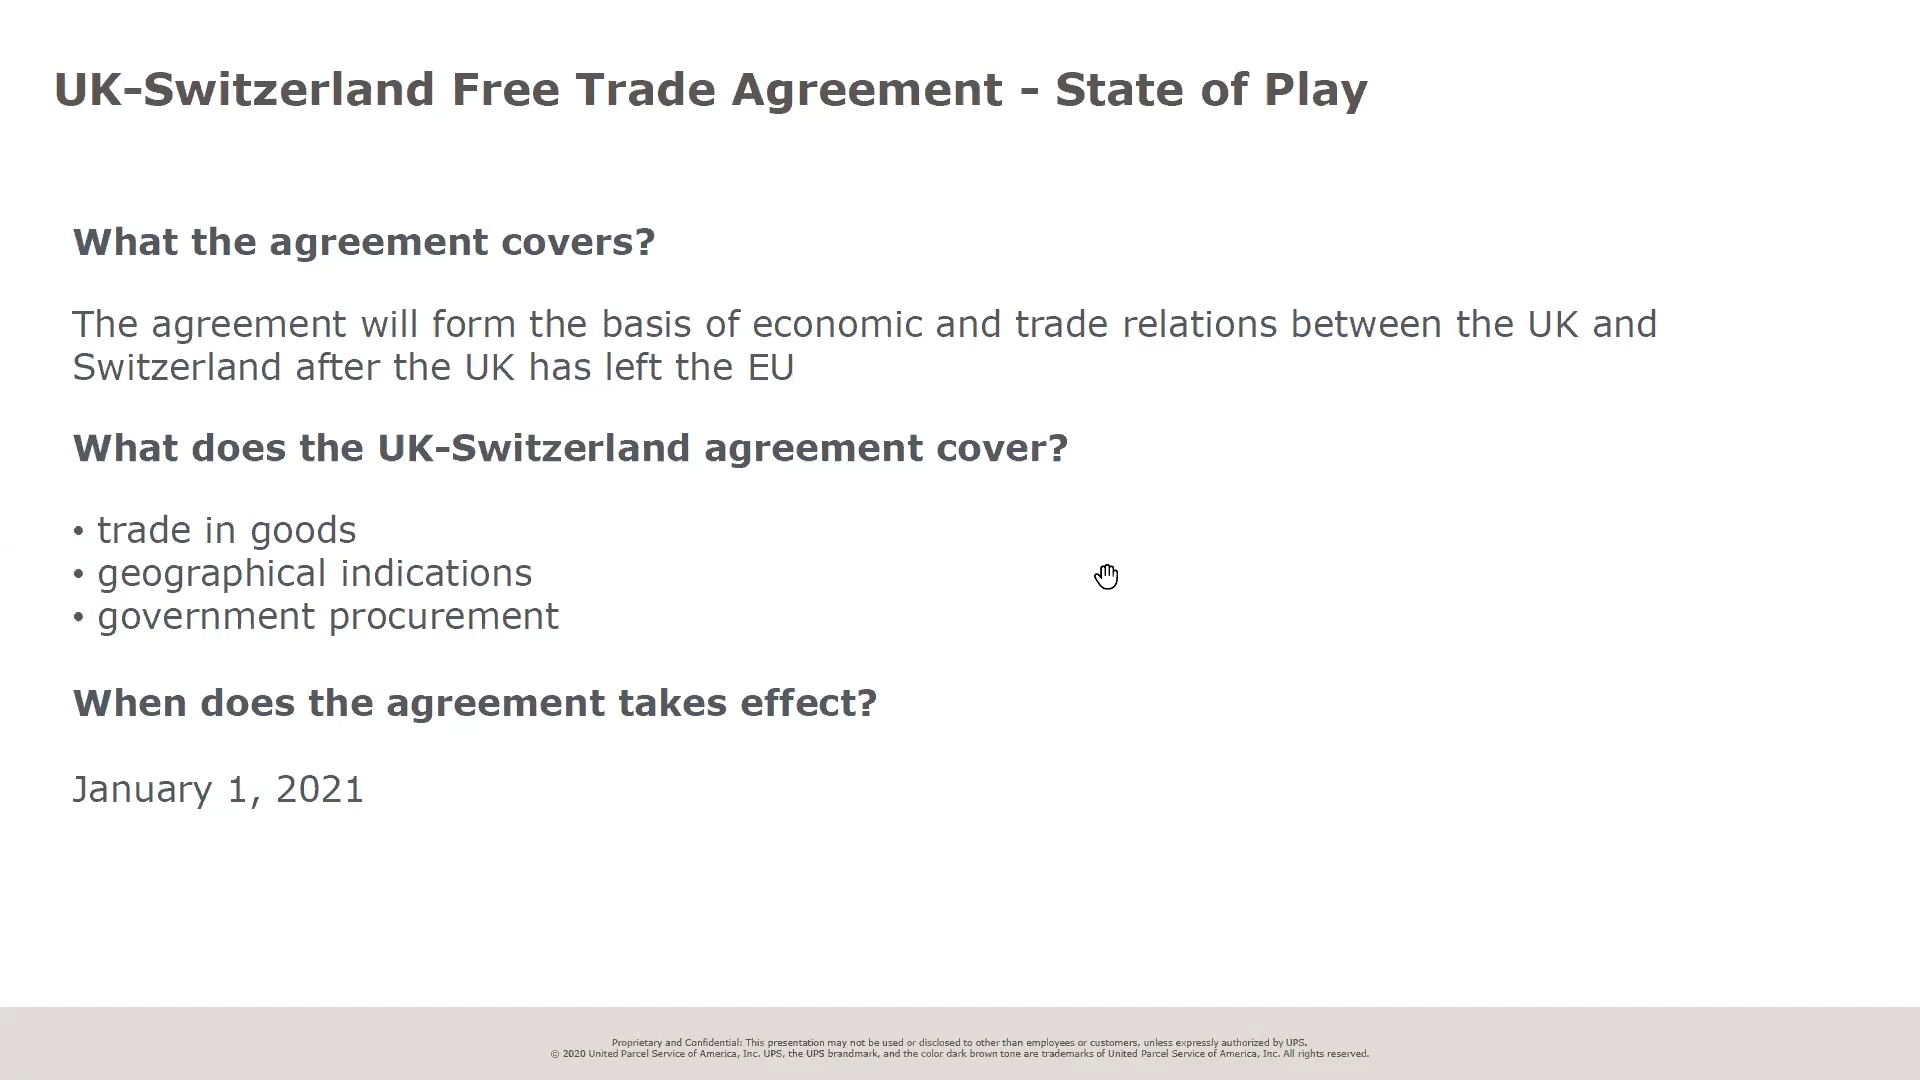 UK-Switzerland Free Trade Agreement - State of Play
What the agreement covers?
The agreement will form the basis of economic and trade relations between the UK and
Switzerland after the UK has left the EU
What does the UK-Switzerland agreement cover?
• trade in goods
• geographical indications
• government procurement
When does the agreement takes effect?
January 1, 2021
Proprietary and Confidential: This presentation may not be used or disclosed to other than employees or customers, unless expressly authorized by UPS.
© 2020 United Parcel Service of America, Inc. UPS, the UPS brandmark, and the color dark brown tone are trademarks of United Parcel Service of America, Inc. All rights reserved.